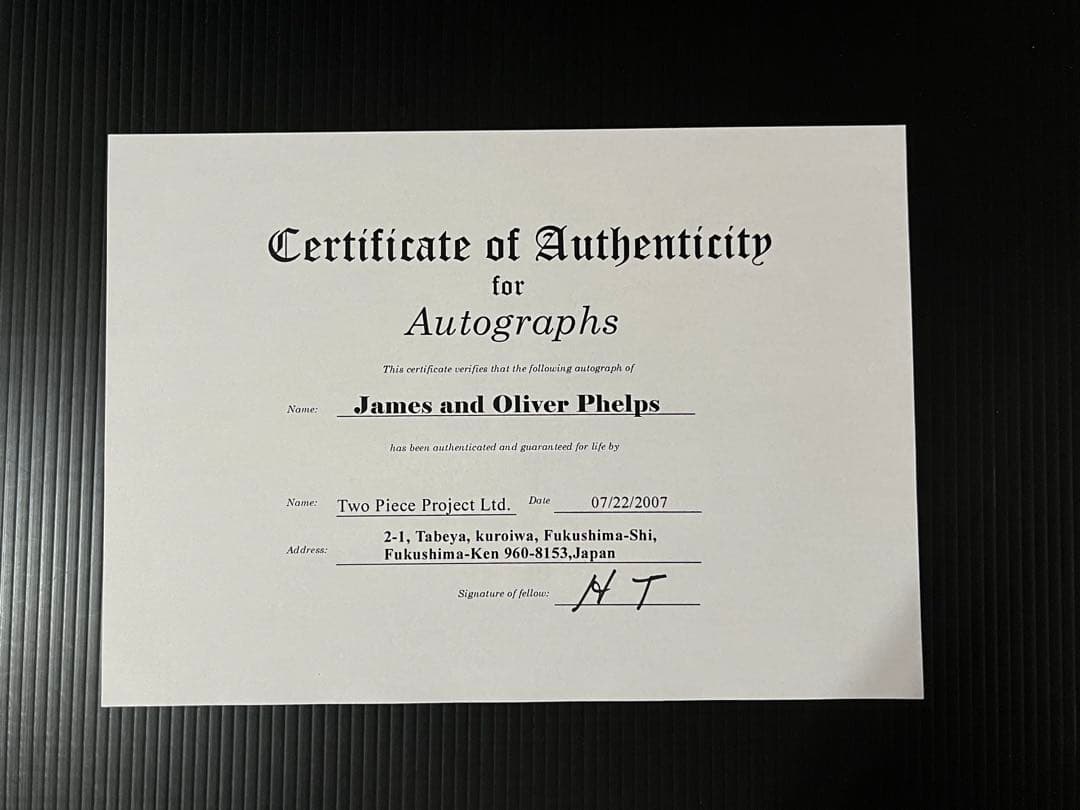 Certificate of Authenticity
for
Autographs
This certificate verifies that the following autograph of
Name: James and Oliver Phelps
has been authenticated and guaranteed for life by
Name: Two Piece Project Ltd. Date 07/22/2007
Address: 2-1, Tabeya, kuroiwa, Fukushima-Shi,
Fukushima-Ken 960-8153,Japan
Signature of fellow: H T